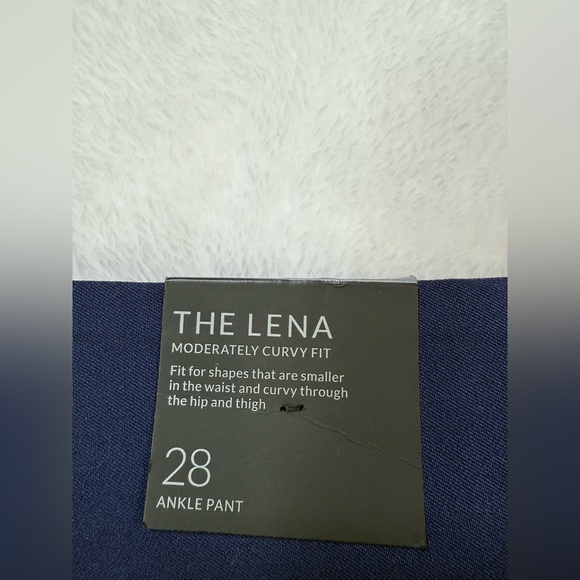 THE LENA
MODERATELY CURVY FIT
Fit for shapes that are smaller
in the waist and curvy through
the hip and thigh
28
ANKLE PANT